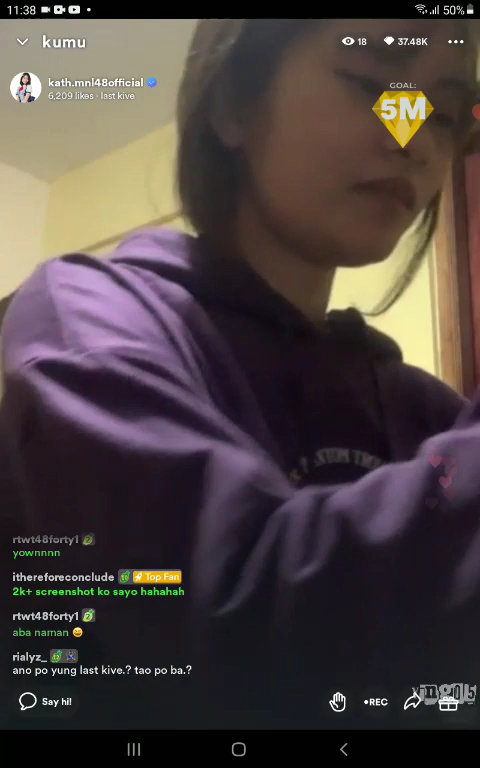 11:38
50%
kumu
18
37.48K
kath.mnl48official
6,209 likes · last kive
GOAL:
5M
rtwt48forty1
yownnnn
ithereforeconclude Top Fan
2k+ screenshot ko sayo hahahah
rtwt48forty1
aba naman 😄
rialyz_
ano po yung last kive.? tao po ba.?
Say hi!
•REC